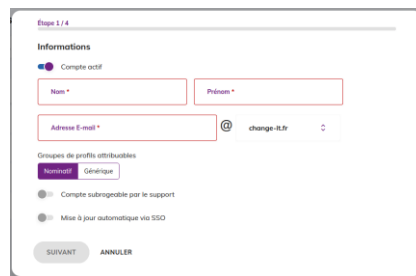 Étape 1 / 4
Informations
Compte actif
Nom *
Prénom *
Adresse E-mail *
@
change-it.fr
Groupes de profils attribuables
Nominatif
Générique
Compte subrogeable par le support
Mise à jour automatique via SSO
SUIVANT
ANNULER